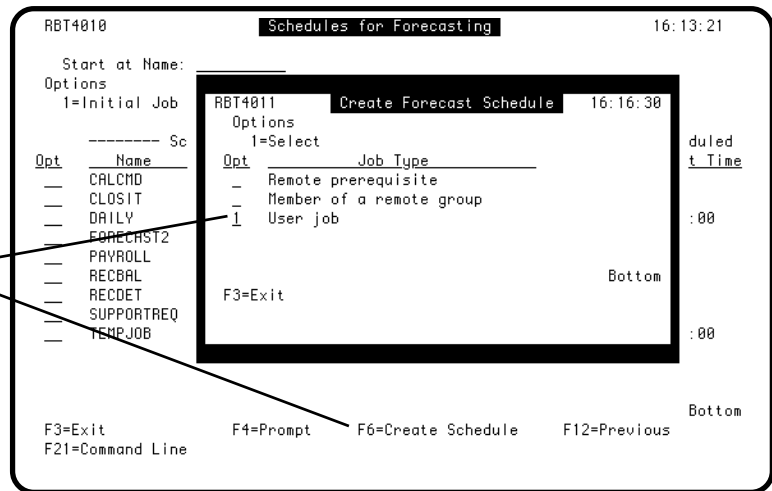 RBT4010 Schedules for Forecasting 16:13:21
Start at Name:
Options
1=Initial Job
-------- Sc duled
Opt Name t Time
CALCMD
CLOSIT
DAILY :00
FORECAST2
PAYROLL
RECBAL
RECDET
SUPPORTREQ
TEMPJOB :00
Bottom
F3=Exit F4=Prompt F6=Create Schedule F12=Previous
F21=Command Line
RBT4011 Create Forecast Schedule 16:16:30
Options
1=Select
Opt Job Type
_ Remote prerequisite
_ Member of a remote group
1 User job
Bottom
F3=Exit